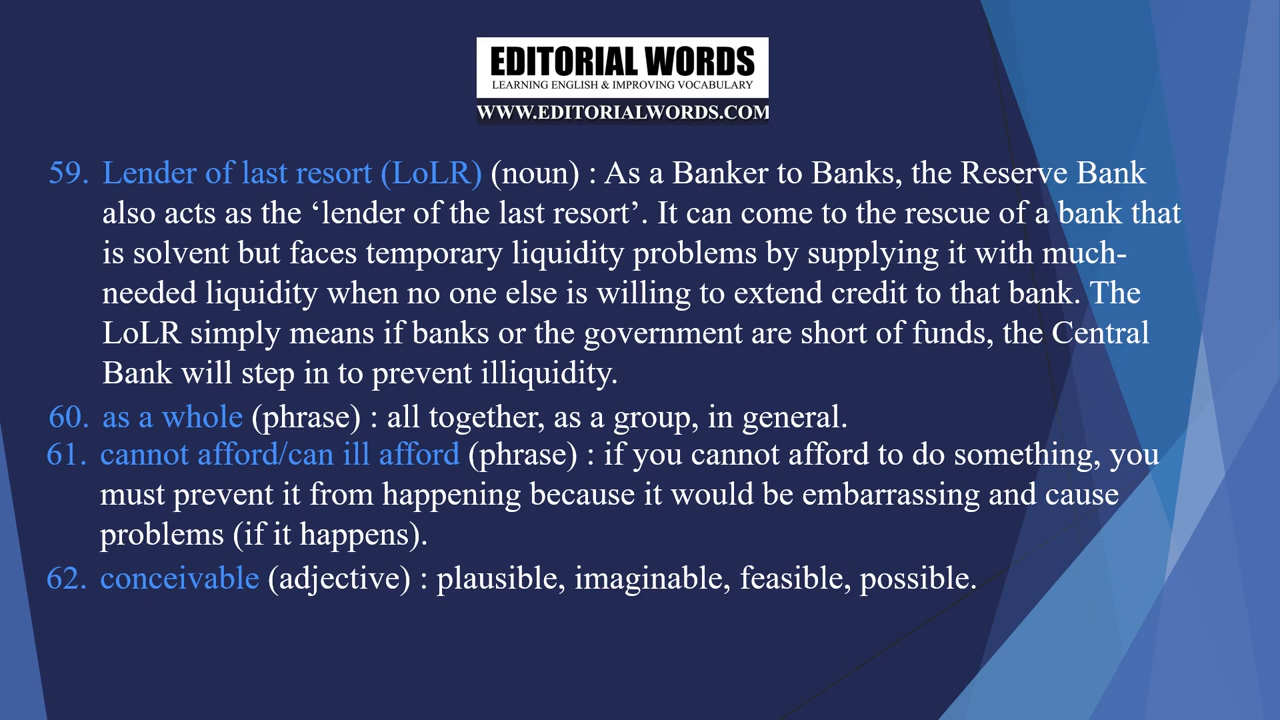 EDITORIAL WORDS
LEARNING ENGLISH & IMPROVING VOCABULARY
WWW.EDITORIALWORDS.COM
59. Lender of last resort (LoLR) (noun) : As a Banker to Banks, the Reserve Bank
also acts as the ‘lender of the last resort’. It can come to the rescue of a bank that
is solvent but faces temporary liquidity problems by supplying it with much-
needed liquidity when no one else is willing to extend credit to that bank. The
LoLR simply means if banks or the government are short of funds, the Central
Bank will step in to prevent illiquidity.
60. as a whole (phrase) : all together, as a group, in general.
61. cannot afford/can ill afford (phrase) : if you cannot afford to do something, you
must prevent it from happening because it would be embarrassing and cause
problems (if it happens).
62. conceivable (adjective) : plausible, imaginable, feasible, possible.